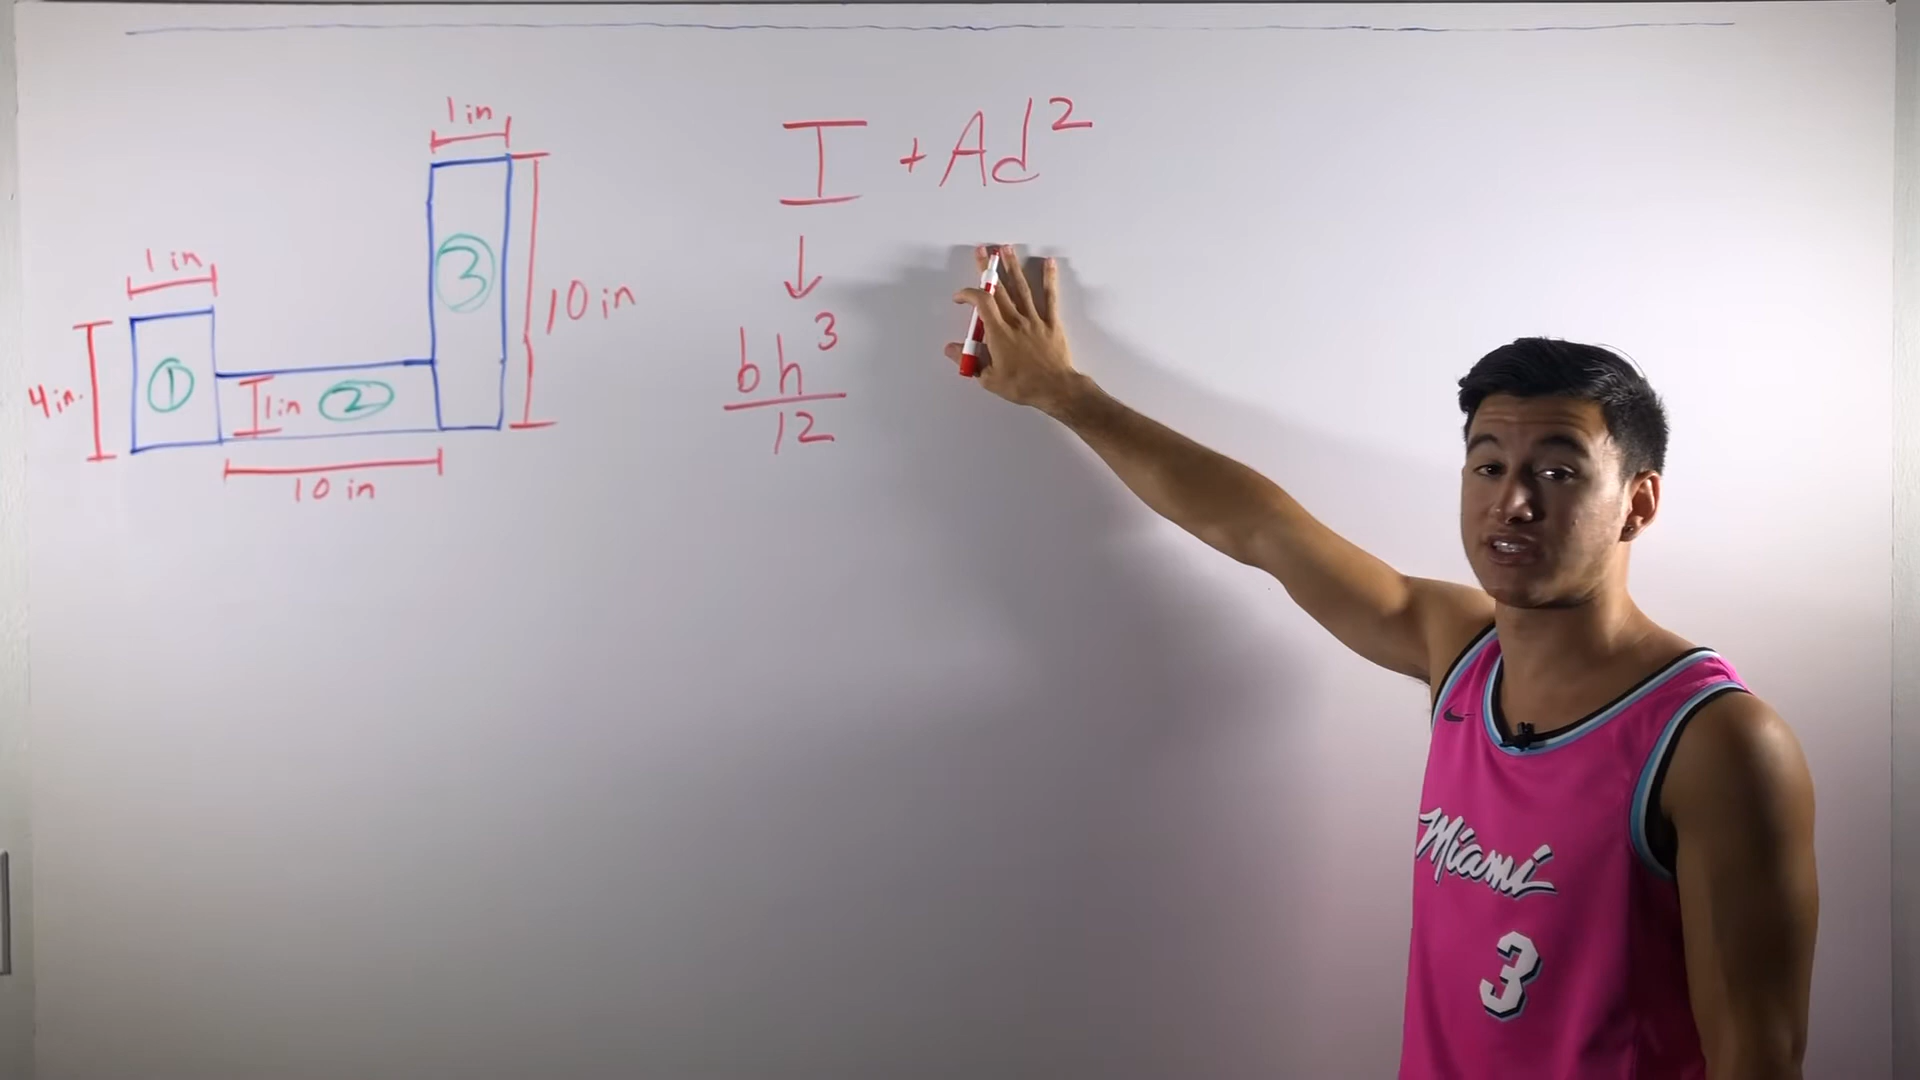 1 in
10 in
3
1 in
4 in.
1
1in
2
10 in
I + Ad²
↓
bh³
12
Miami
3